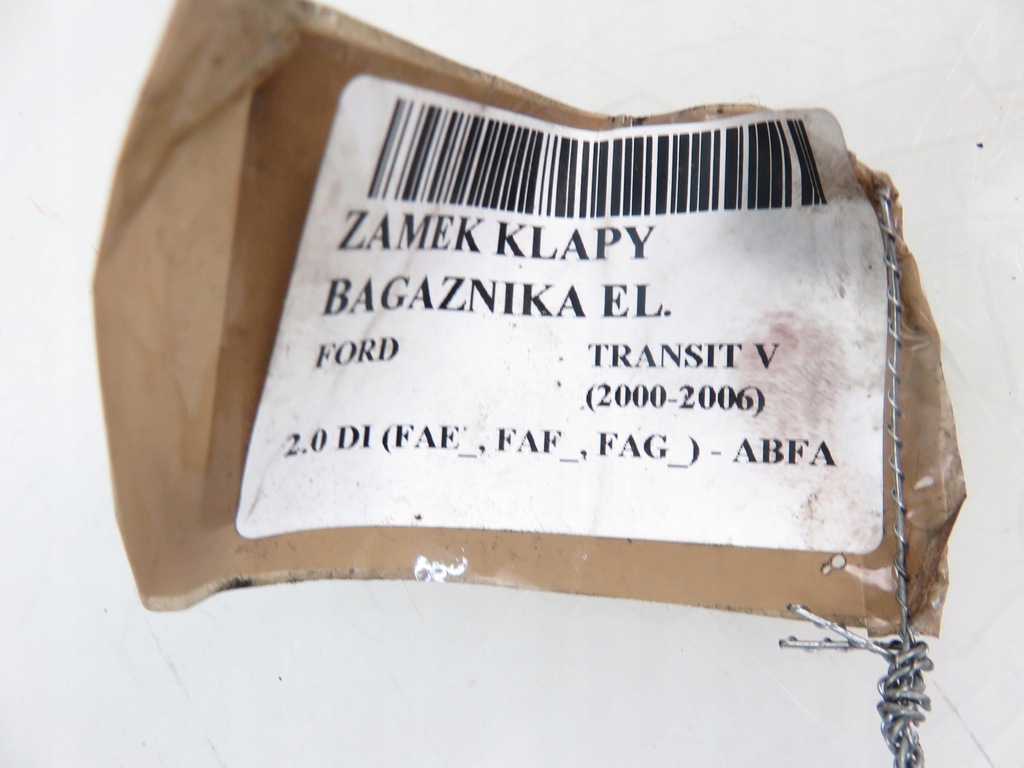 ZAMEK KLAPY
BAGAZNIKA EL.
FORD TRANSIT V
(2000-2006)
2.0 DI (FAE_, FAF_, FAG_) - ABFA